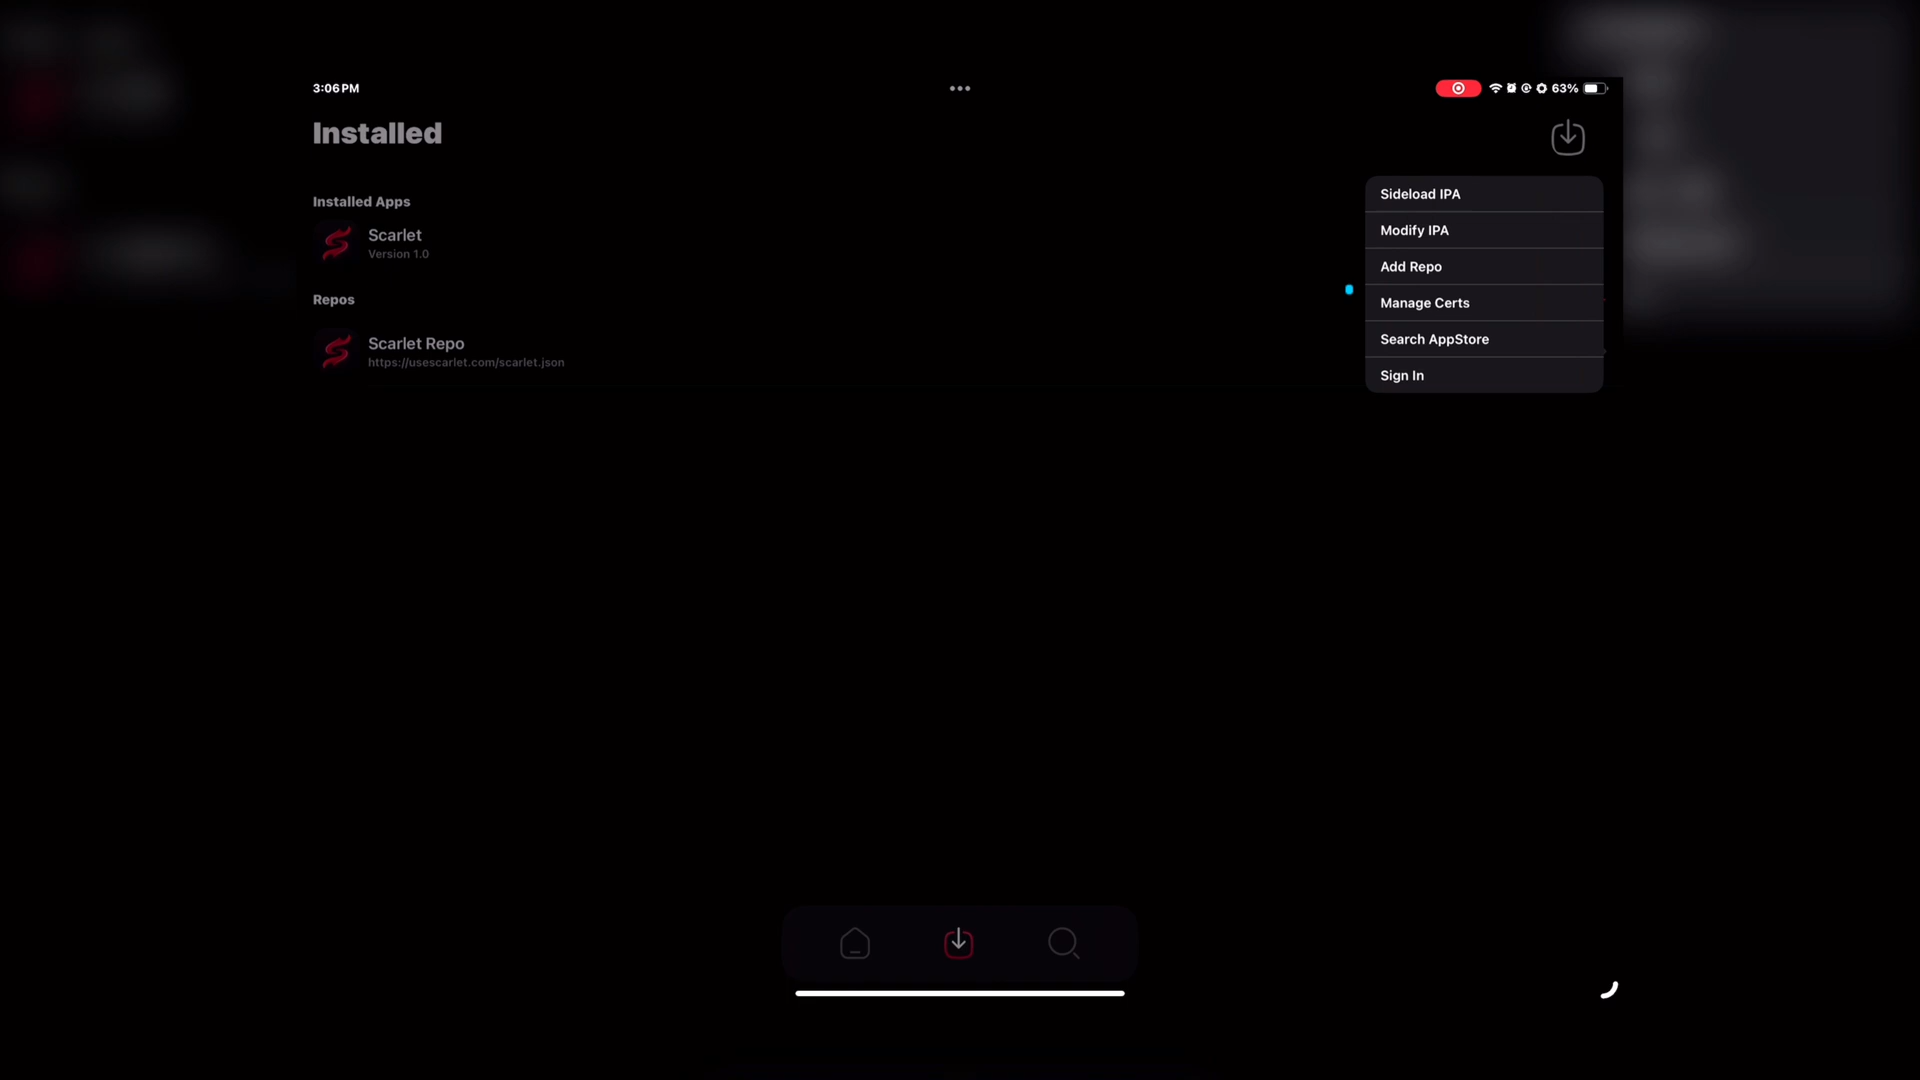 3:06 PM
63%
Installed
Installed Apps
Scarlet
Version 1.0
Repos
Scarlet Repo
https://usescarlet.com/scarlet.json
Sideload IPA
Modify IPA
Add Repo
Manage Certs
Search AppStore
Sign In